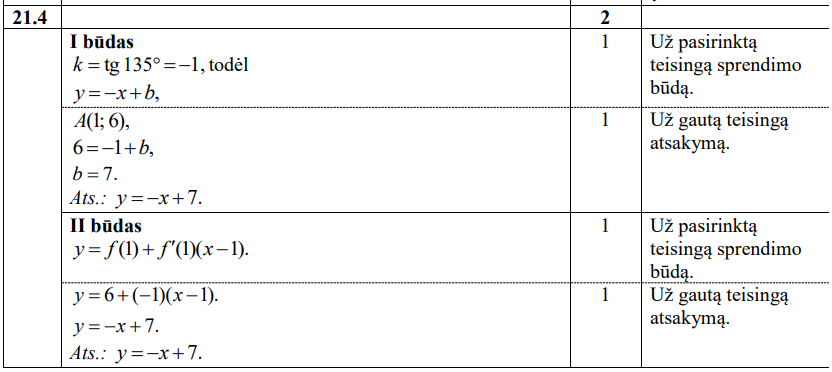 21.4 2
I būdas 1 Už pasirinktą
k = tg 135° = −1, todėl teisingą sprendimo
y = −x + b, būdą.
A(1; 6), 1 Už gautą teisingą
6 = −1 + b, atsakymą.
b = 7.
Ats.: y = −x + 7.
II būdas 1 Už pasirinktą
y = f(1) + f′(1)(x − 1). teisingą sprendimo
būdą.
y = 6 + (−1)(x − 1). 1 Už gautą teisingą
y = −x + 7. atsakymą.
Ats.: y = −x + 7.